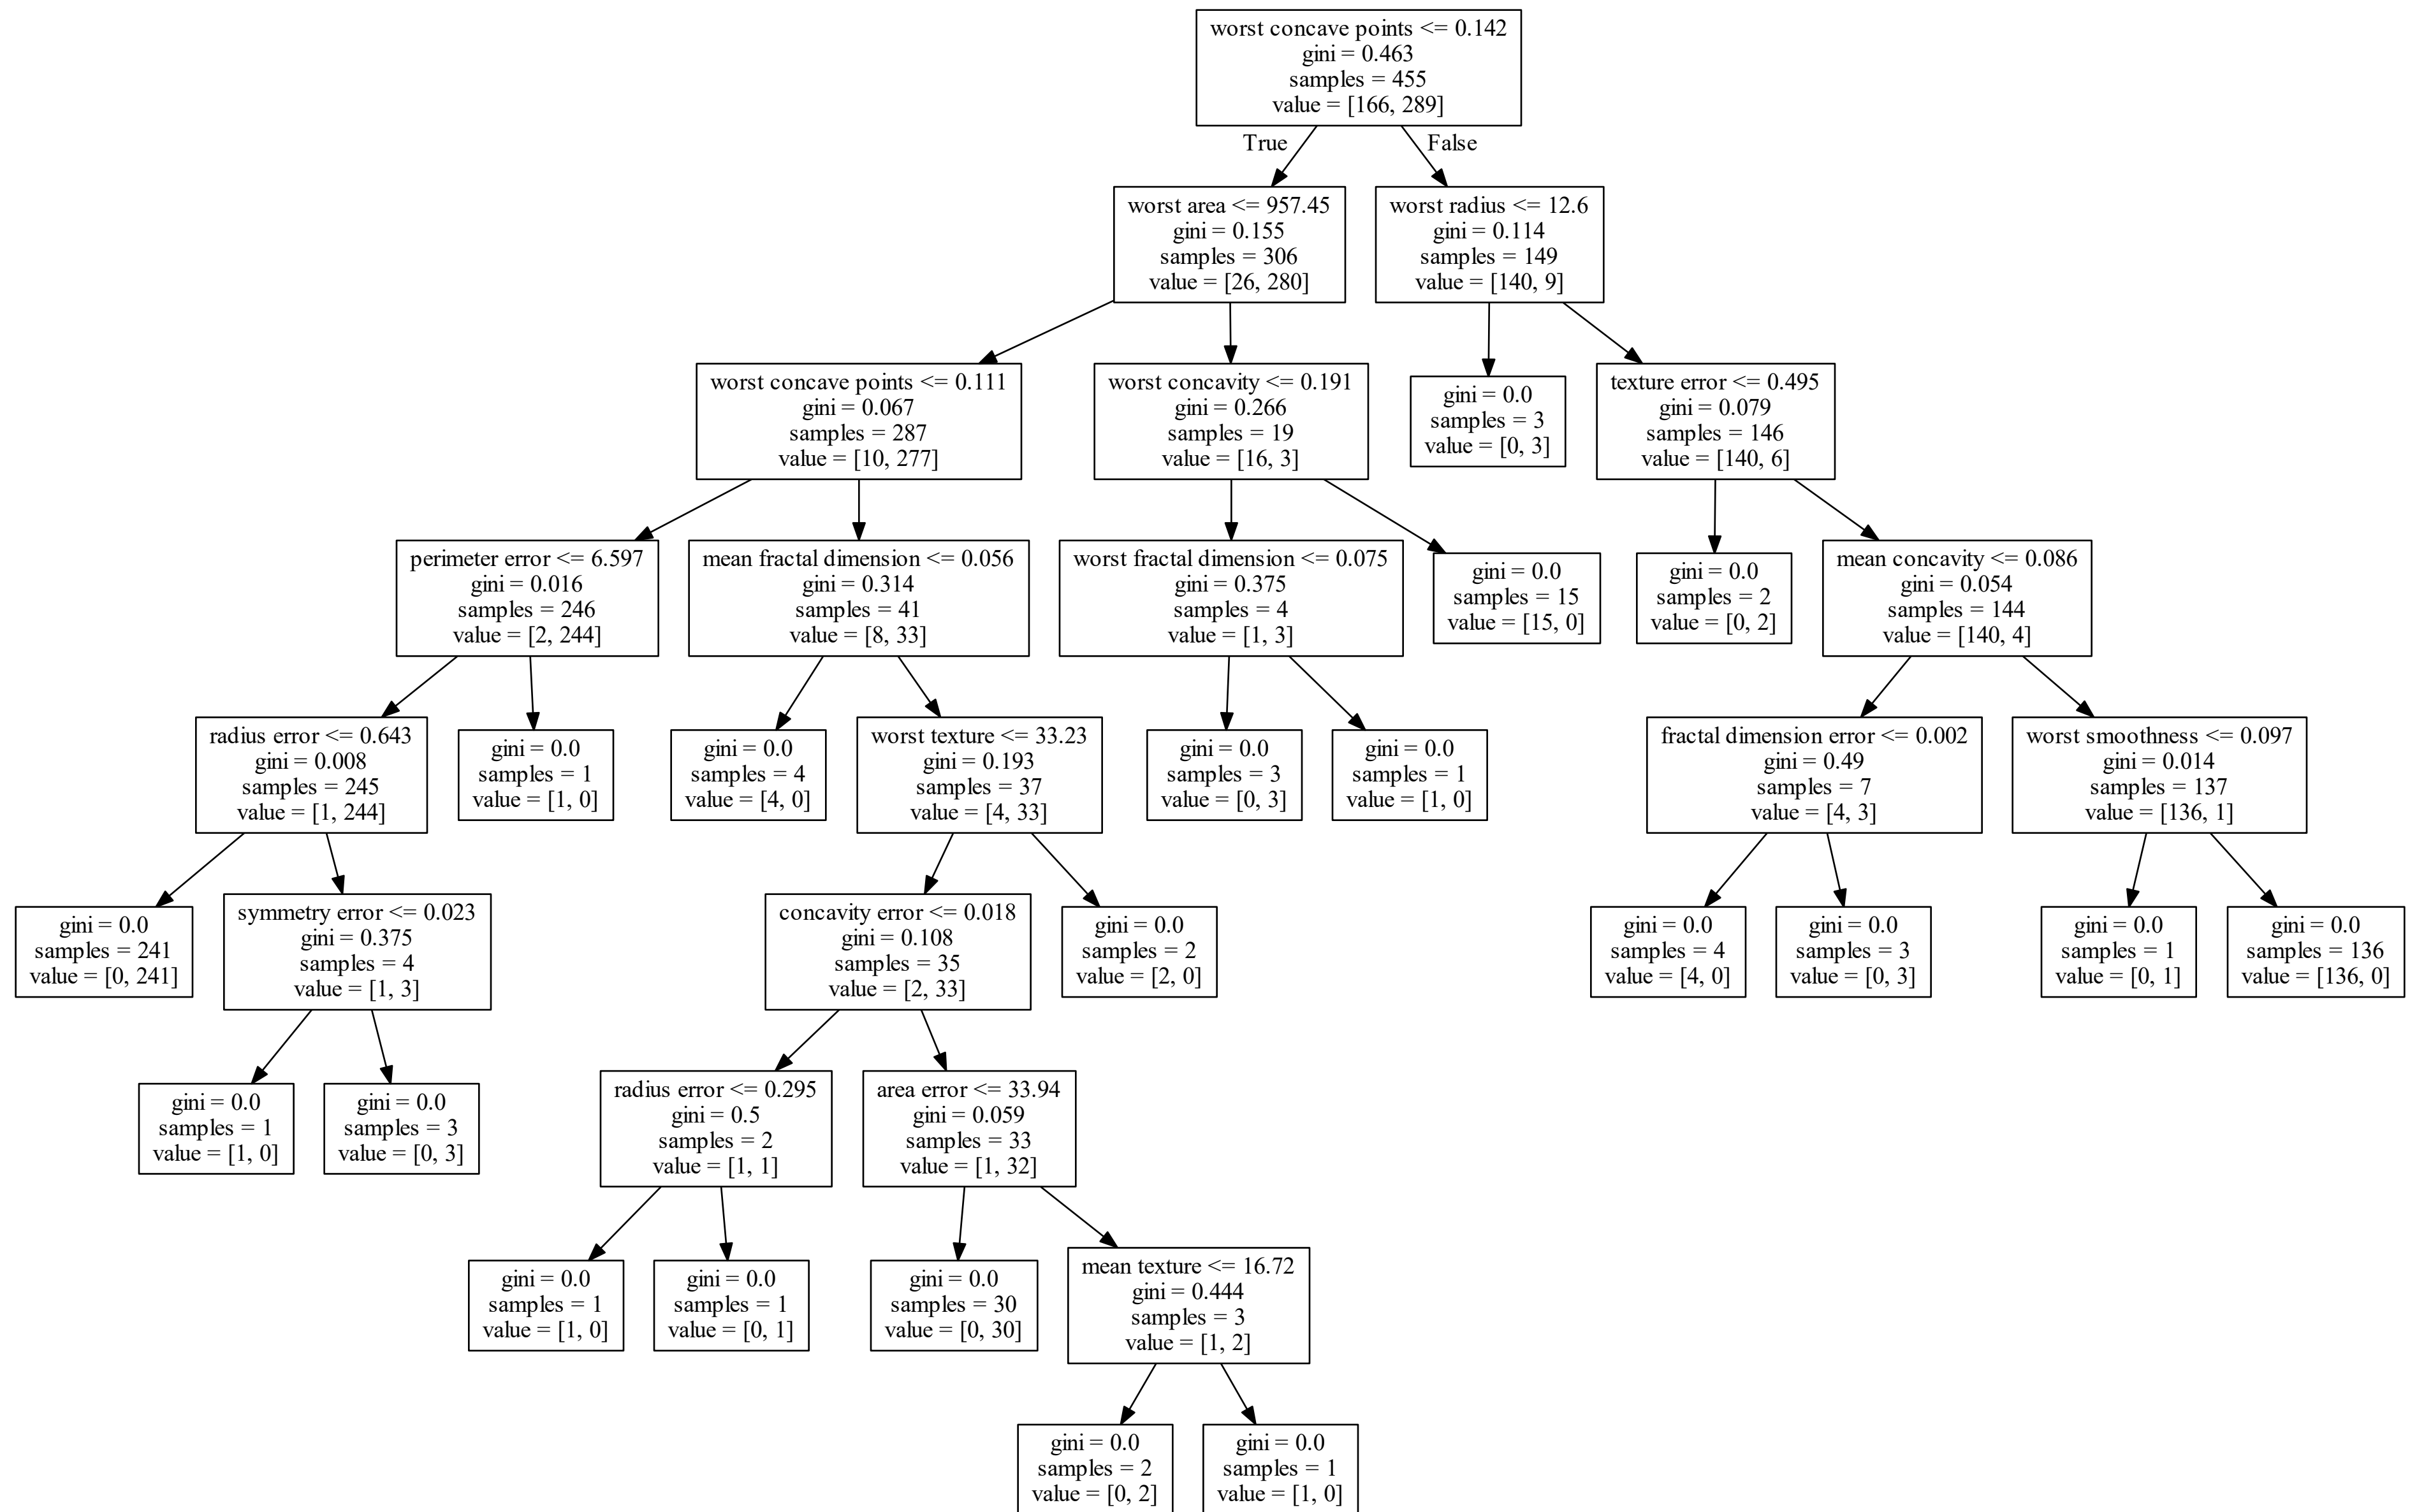 worst concave points <= 0.142
gini = 0.463
samples = 455
value = [166, 289]
True
False
worst area <= 957.45
gini = 0.155
samples = 306
value = [26, 280]
worst radius <= 12.6
gini = 0.114
samples = 149
value = [140, 9]
worst concave points <= 0.111
gini = 0.067
samples = 287
value = [10, 277]
worst concavity <= 0.191
gini = 0.266
samples = 19
value = [16, 3]
gini = 0.0
samples = 3
value = [0, 3]
texture error <= 0.495
gini = 0.079
samples = 146
value = [140, 6]
perimeter error <= 6.597
gini = 0.016
samples = 246
value = [2, 244]
mean fractal dimension <= 0.056
gini = 0.314
samples = 41
value = [8, 33]
worst fractal dimension <= 0.075
gini = 0.375
samples = 4
value = [1, 3]
gini = 0.0
samples = 15
value = [15, 0]
gini = 0.0
samples = 2
value = [0, 2]
mean concavity <= 0.086
gini = 0.054
samples = 144
value = [140, 4]
radius error <= 0.643
gini = 0.008
samples = 245
value = [1, 244]
gini = 0.0
samples = 1
value = [1, 0]
gini = 0.0
samples = 4
value = [4, 0]
worst texture <= 33.23
gini = 0.193
samples = 37
value = [4, 33]
gini = 0.0
samples = 3
value = [0, 3]
gini = 0.0
samples = 1
value = [1, 0]
fractal dimension error <= 0.002
gini = 0.49
samples = 7
value = [4, 3]
worst smoothness <= 0.097
gini = 0.014
samples = 137
value = [136, 1]
gini = 0.0
samples = 241
value = [0, 241]
symmetry error <= 0.023
gini = 0.375
samples = 4
value = [1, 3]
concavity error <= 0.018
gini = 0.108
samples = 35
value = [2, 33]
gini = 0.0
samples = 2
value = [2, 0]
gini = 0.0
samples = 4
value = [4, 0]
gini = 0.0
samples = 3
value = [0, 3]
gini = 0.0
samples = 1
value = [0, 1]
gini = 0.0
samples = 136
value = [136, 0]
gini = 0.0
samples = 1
value = [1, 0]
gini = 0.0
samples = 3
value = [0, 3]
radius error <= 0.295
gini = 0.5
samples = 2
value = [1, 1]
area error <= 33.94
gini = 0.059
samples = 33
value = [1, 32]
gini = 0.0
samples = 1
value = [1, 0]
gini = 0.0
samples = 1
value = [0, 1]
gini = 0.0
samples = 30
value = [0, 30]
mean texture <= 16.72
gini = 0.444
samples = 3
value = [1, 2]
gini = 0.0
samples = 2
value = [0, 2]
gini = 0.0
samples = 1
value = [1, 0]